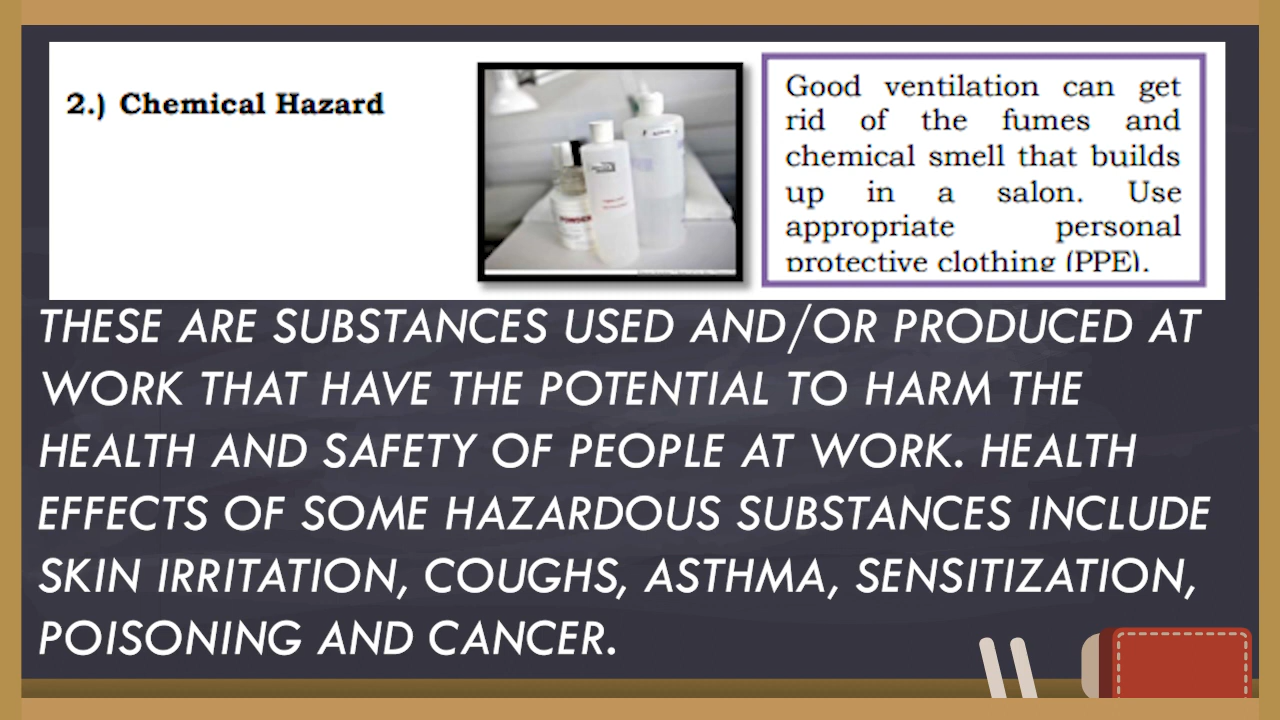 2.) Chemical Hazard
Good ventilation can get
rid of the fumes and
chemical smell that builds
up in a salon. Use
appropriate personal
protective clothing (PPE).
THESE ARE SUBSTANCES USED AND/OR PRODUCED AT
WORK THAT HAVE THE POTENTIAL TO HARM THE
HEALTH AND SAFETY OF PEOPLE AT WORK. HEALTH
EFFECTS OF SOME HAZARDOUS SUBSTANCES INCLUDE
SKIN IRRITATION, COUGHS, ASTHMA, SENSITIZATION,
POISONING AND CANCER.